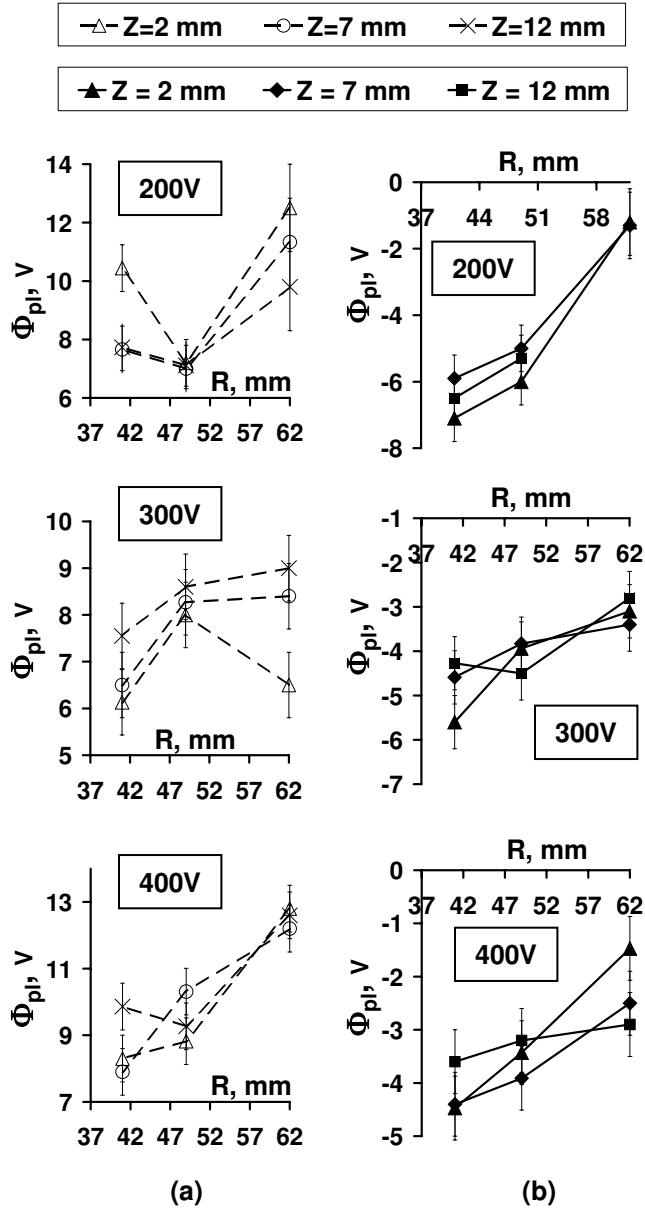 Z=2 mm Z=7 mm Z=12 mm
Z = 2 mm Z = 7 mm Z = 12 mm
14
12
10
8
6
200V
Φpl, V
R, mm
37 42 47 52 57 62
R, mm
0
-2
-4
-6
-8
37 44 51 58
200V
Φpl, V
10
9
8
7
6
5
300V
Φpl, V
R, mm
37 42 47 52 57 62
R, mm
-1
-2
-3
-4
-5
-6
-7
37 42 47 52 57 62
Φpl, V
300V
13
11
9
7
400V
Φpl, V
R, mm
37 42 47 52 57 62
R, mm
0
-1
-2
-3
-4
-5
37 42 47 52 57 62
400V
Φpl, V
(a) (b)